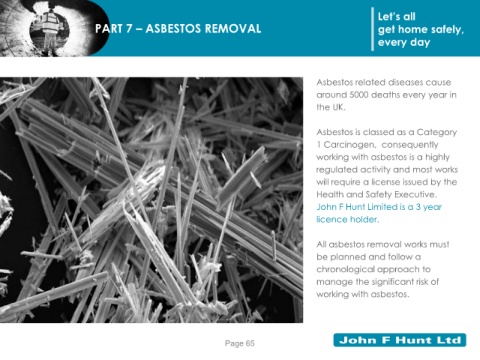 PART 7 – ASBESTOS REMOVAL
Let's all
get home safely,
every day
Asbestos related diseases cause
around 5000 deaths every year in
the UK.
Asbestos is classed as a Category
1 Carcinogen, consequently
working with asbestos is a highly
regulated activity and most works
will require a license issued by the
Health and Safety Executive.
John F Hunt Limited is a 3 year
licence holder.
All asbestos removal works must
be planned and follow a
chronological approach to
manage the significant risk of
working with asbestos.
Page 65
John F Hunt Ltd